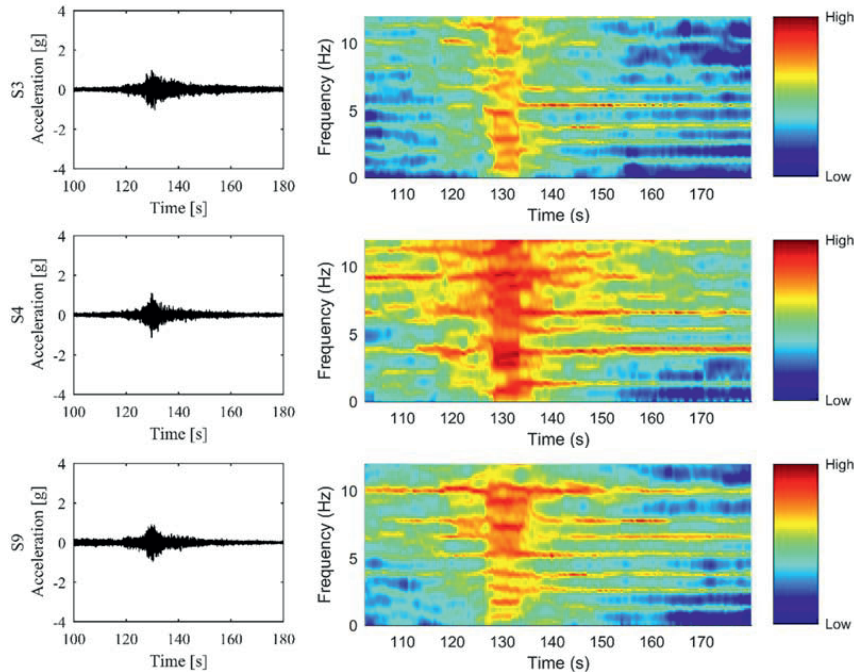 S3
Acceleration [g]
4
2
0
-2
-4
100 120 140 160 180
Time [s]
Frequency (Hz)
10
5
0
110 120 130 140 150 160 170
Time (s)
High
Low
S4
Acceleration [g]
4
2
0
-2
-4
100 120 140 160 180
Time [s]
Frequency (Hz)
10
5
0
110 120 130 140 150 160 170
Time (s)
High
Low
S9
Acceleration [g]
4
2
0
-2
-4
100 120 140 160 180
Time [s]
Frequency (Hz)
10
5
0
110 120 130 140 150 160 170
Time (s)
High
Low